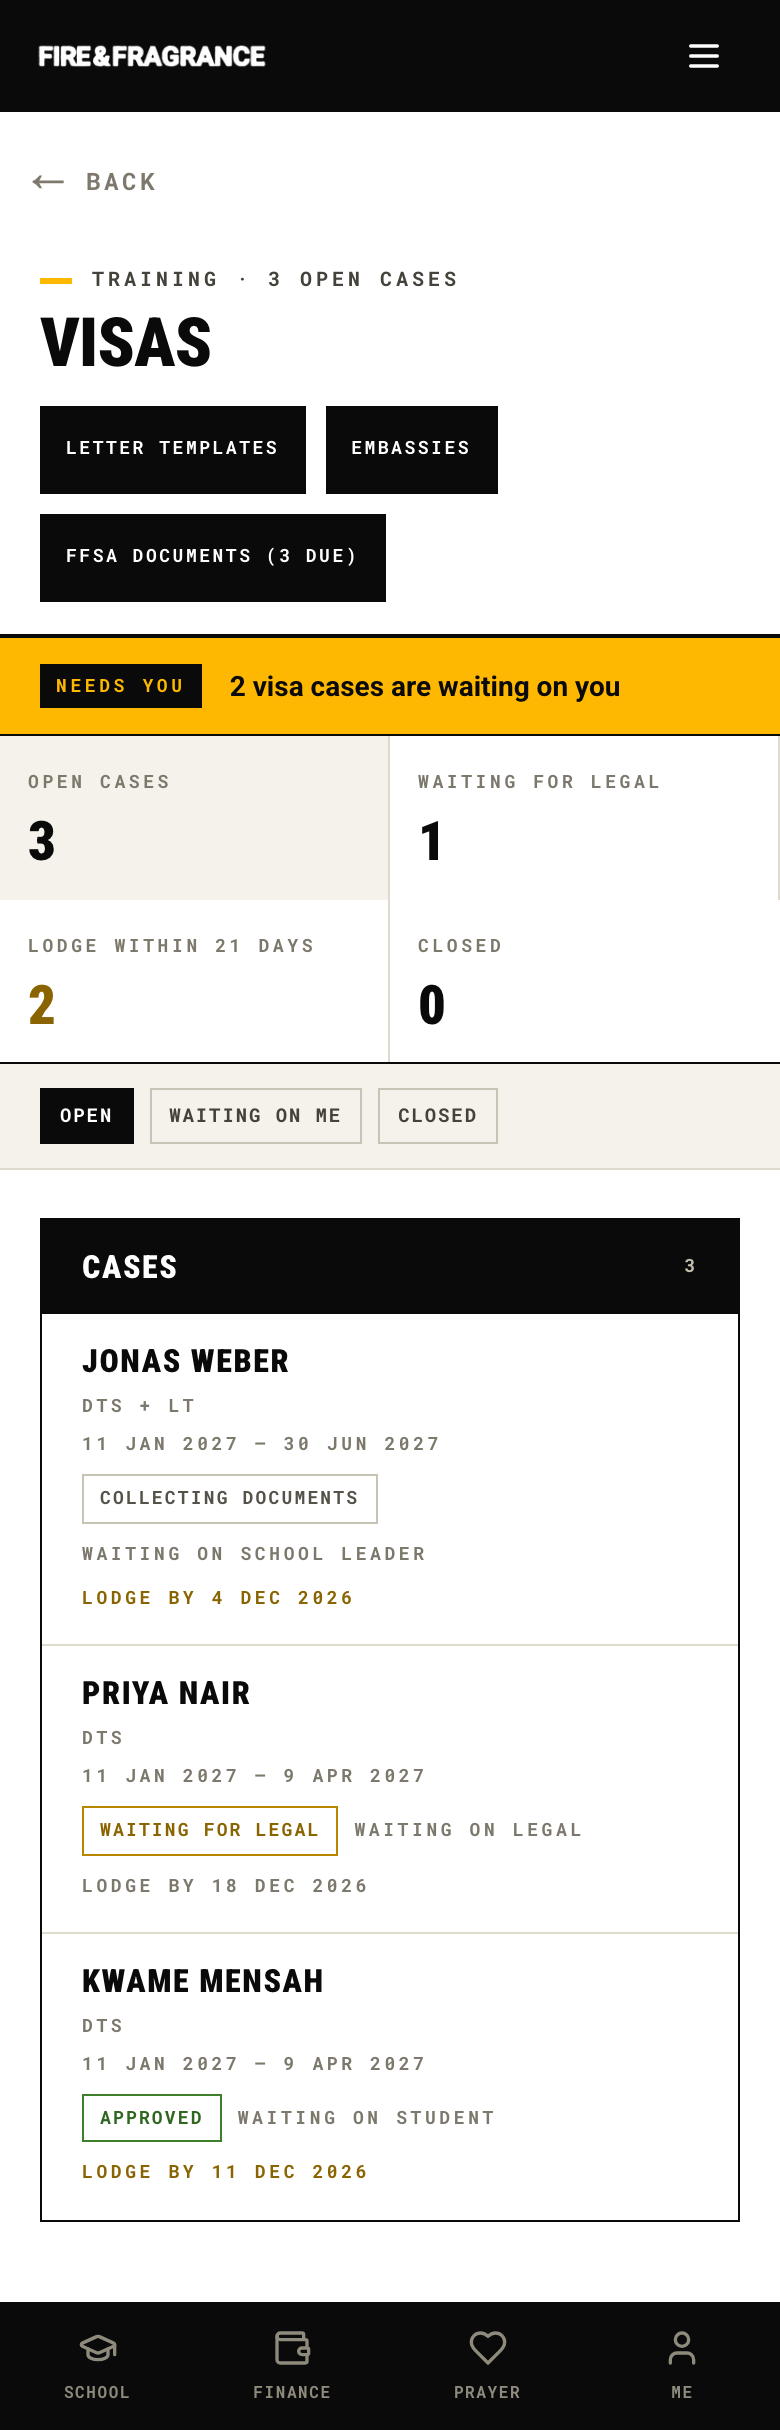 FIRE&FRAGRANCE
← BACK
TRAINING · 3 OPEN CASES
VISAS
LETTER TEMPLATES
EMBASSIES
FFSA DOCUMENTS (3 DUE)
NEEDS YOU
2 visa cases are waiting on you
OPEN CASES
3
WAITING FOR LEGAL
1
LODGE WITHIN 21 DAYS
2
CLOSED
0
OPEN
WAITING ON ME
CLOSED
CASES
3
JONAS WEBER
DTS + LT
11 JAN 2027 – 30 JUN 2027
COLLECTING DOCUMENTS
WAITING ON SCHOOL LEADER
LODGE BY 4 DEC 2026
PRIYA NAIR
DTS
11 JAN 2027 – 9 APR 2027
WAITING FOR LEGAL
WAITING ON LEGAL
LODGE BY 18 DEC 2026
KWAME MENSAH
DTS
11 JAN 2027 – 9 APR 2027
APPROVED
WAITING ON STUDENT
LODGE BY 11 DEC 2026
SCHOOL
FINANCE
PRAYER
ME